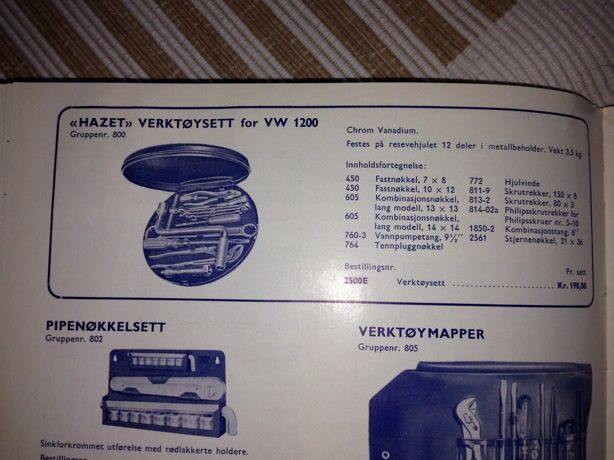 «HAZET» VERKTØYSETT for VW 1200
Gruppenr. 800
Chrom Vanadium.
Festes på resevehjulet 12 deler i metallbeholder. Vekt 3,5 kg.
Innholdsfortegnelse:
450 Fastnøkkel, 7 × 8
450 Fastnøkkel, 10 × 12
605 Kombinasjonsnøkkel,
lang modell, 13 × 13
605 Kombinasjonsnøkkel,
lang modell, 14 × 14
760-3 Vannpumpetang, 9½″
764 Tennpluggnøkkel
772 Hjulvinde
811-9 Skrutrekker, 150 × 8
813-2 Skrutrekker, 80 × 3
814-02a Philipsskrutrekker for
Philipsskruer nr. 5-10
1850-2 Kombinasjonstang, 6″
2561 Stjernenøkkel, 21 × 36
Bestillingsnr. Pr. sett
2500E Verktøysett ........................ Kr. 198,00
PIPENØKKELSETT
Gruppenr. 802
Sinkforkrommet utførelse med rødlakkerte holdere.
Bestillingsnr.
VERKTØYMAPPER
Gruppenr. 805